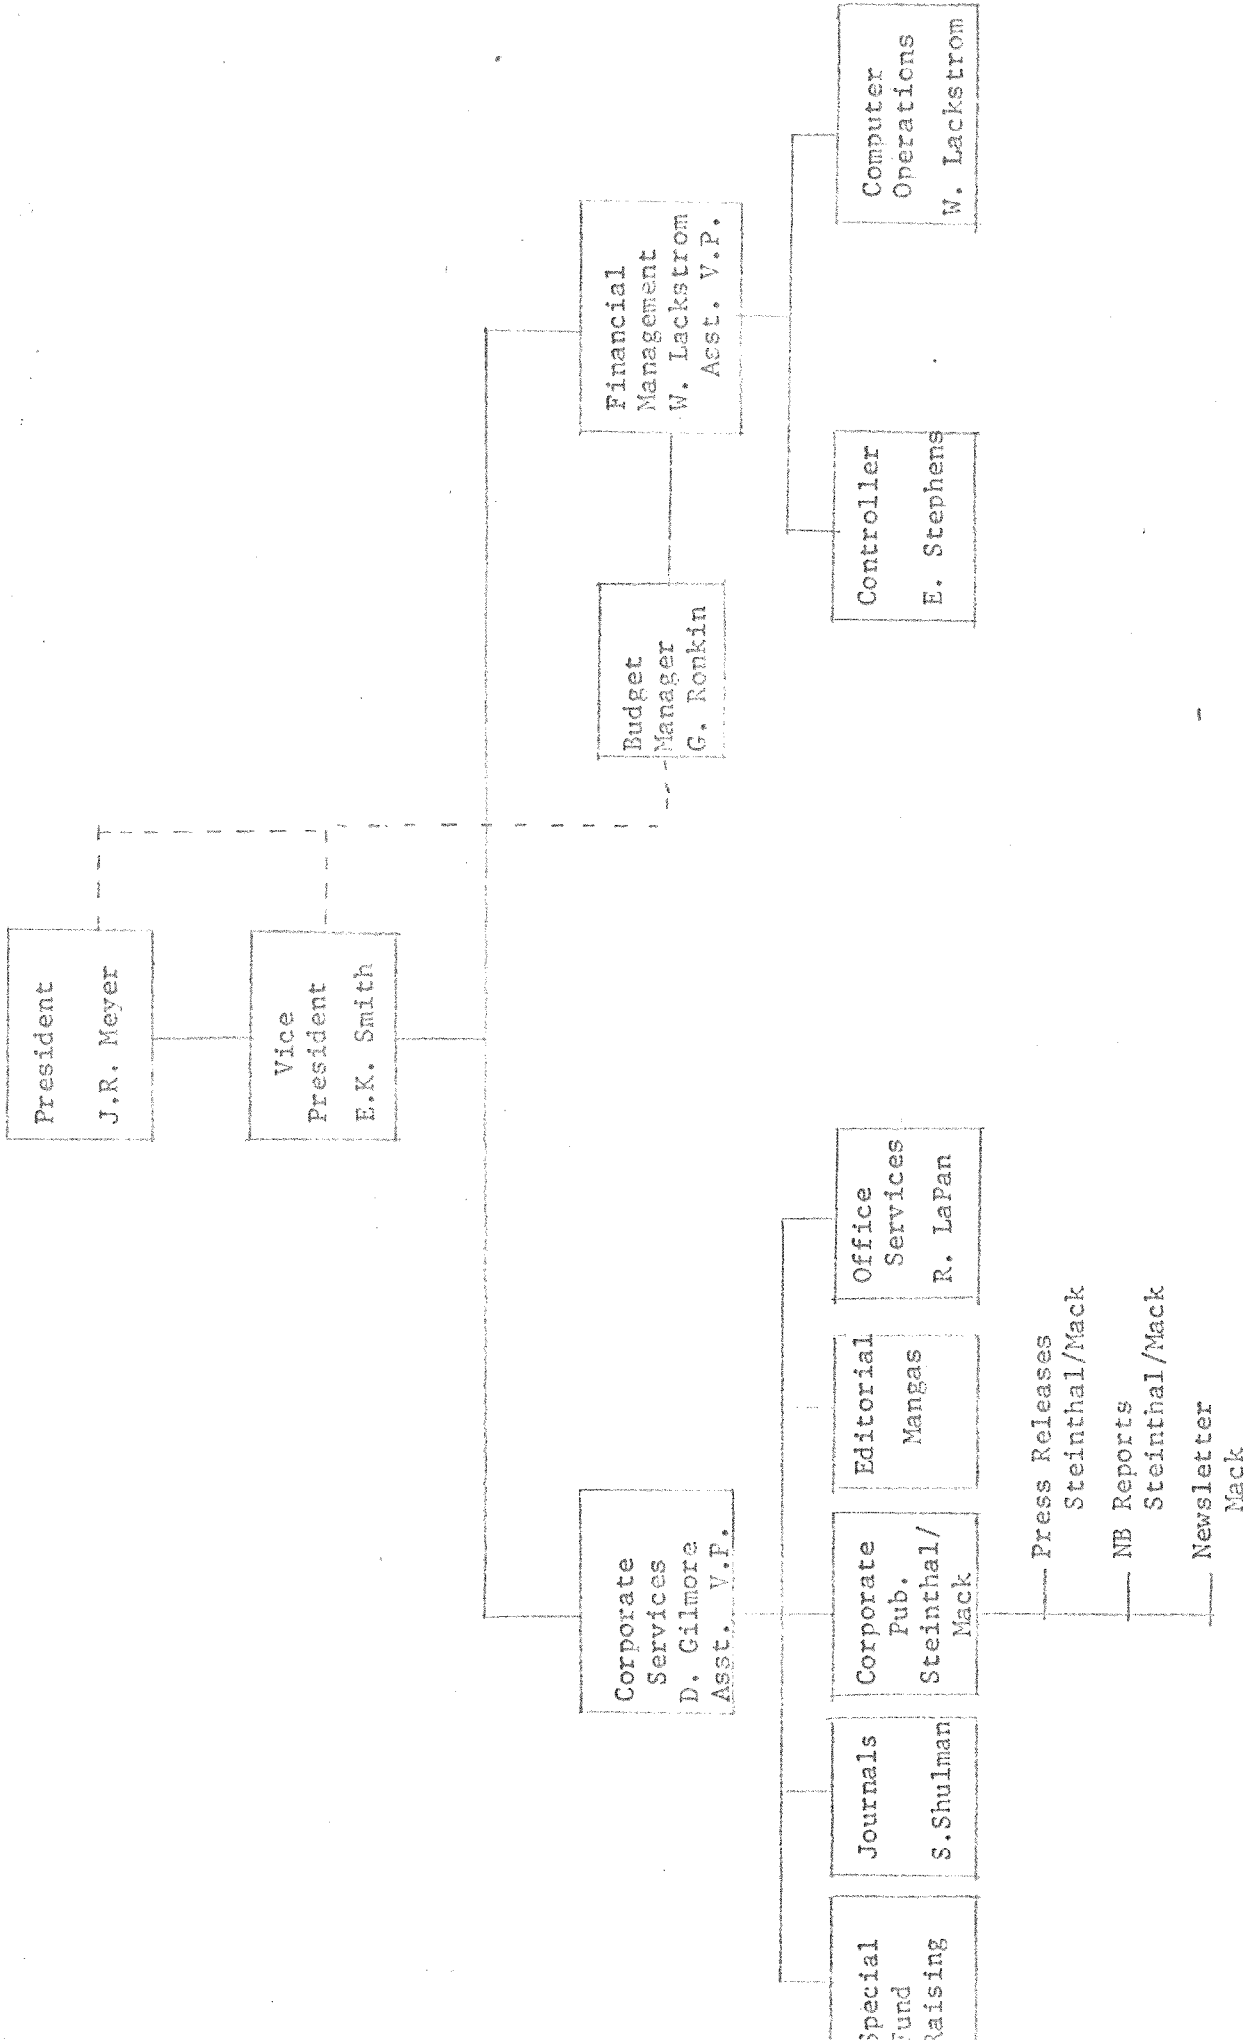 President
J.R. Meyer
Vice
President
E.K. Smith
Corporate
Services
D. Gilmore
Asst. V.P.
Budget
Manager
G. Ronkin
Financial
Management
W. Lackstrom
Asst. V.P.
Special
Fund
Raising
Journals
S.Shulman
Corporate
Pub.
Steinthal/
Mack
Editorial
Mangas
Office
Services
R. LaPan
Controller
E. Stephens
Computer
Operations
W. Lackstrom
Press Releases
Steinthal/Mack
NB Reports
Steinthal/Mack
Newsletter
Mack